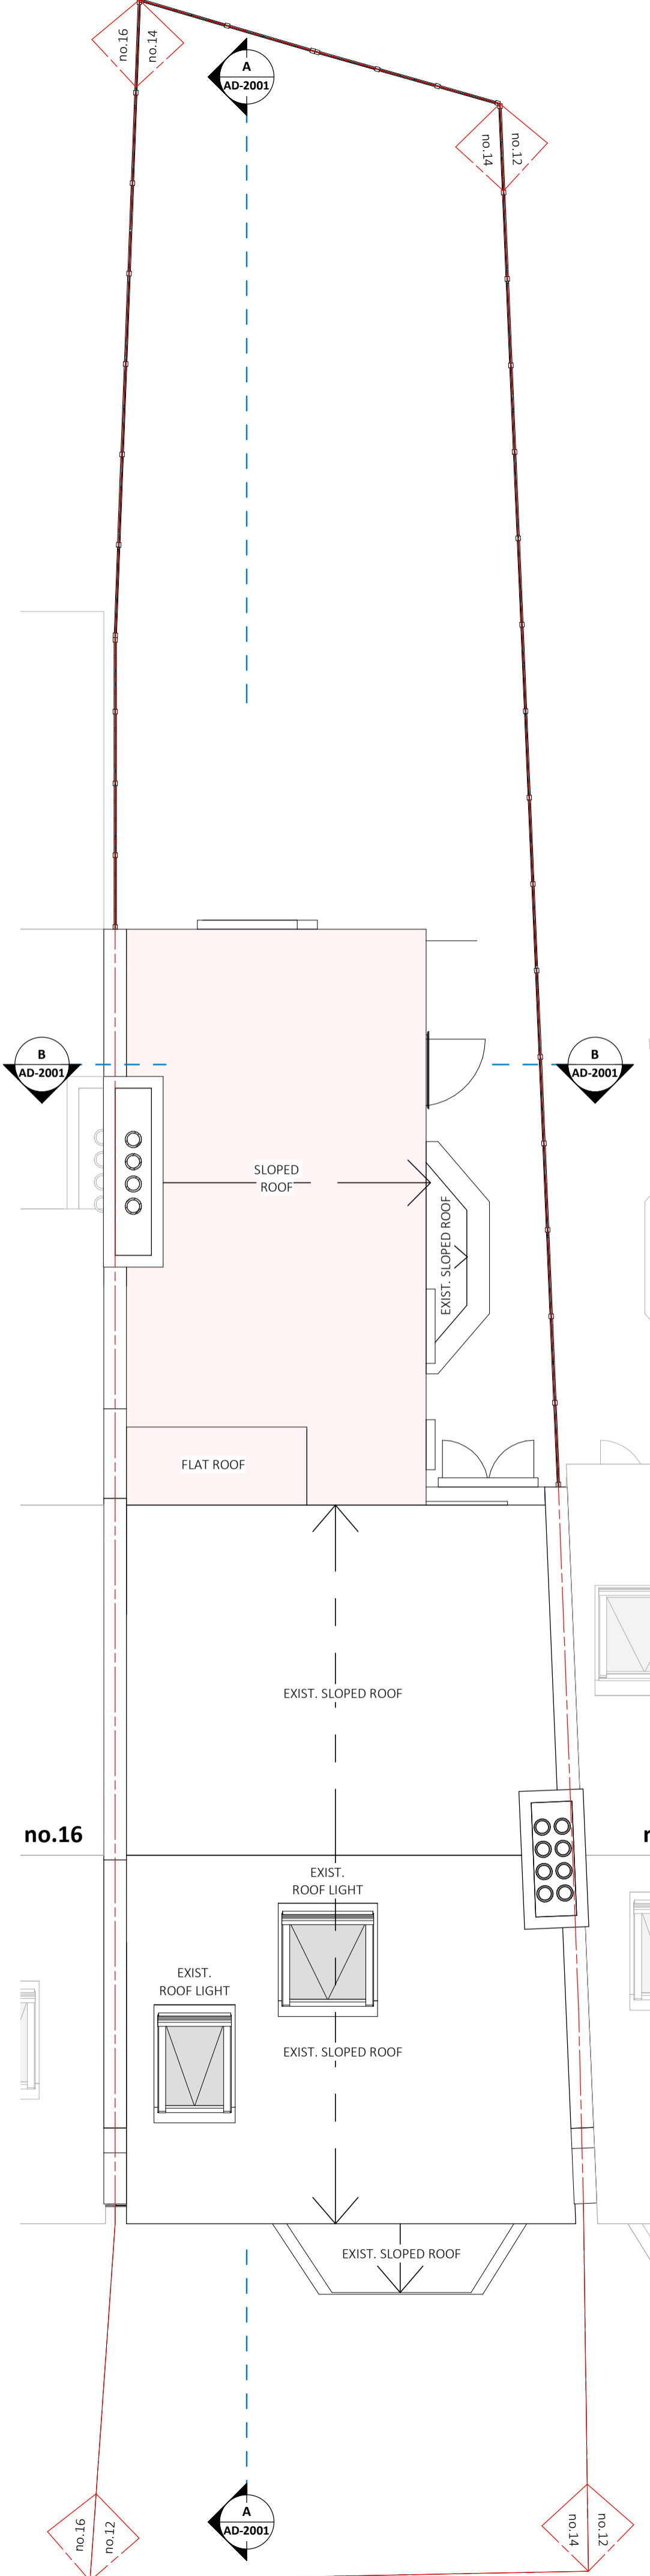 no.16
no.14
A
AD-2001
no.14
no.12
B
AD-2001
B
AD-2001
SLOPED
ROOF
EXIST. SLOPED ROOF
FLAT ROOF
EXIST. SLOPED ROOF
no.16
EXIST.
ROOF LIGHT
EXIST.
ROOF LIGHT
EXIST. SLOPED ROOF
EXIST. SLOPED ROOF
no.16
no.12
A
AD-2001
no.14
no.12